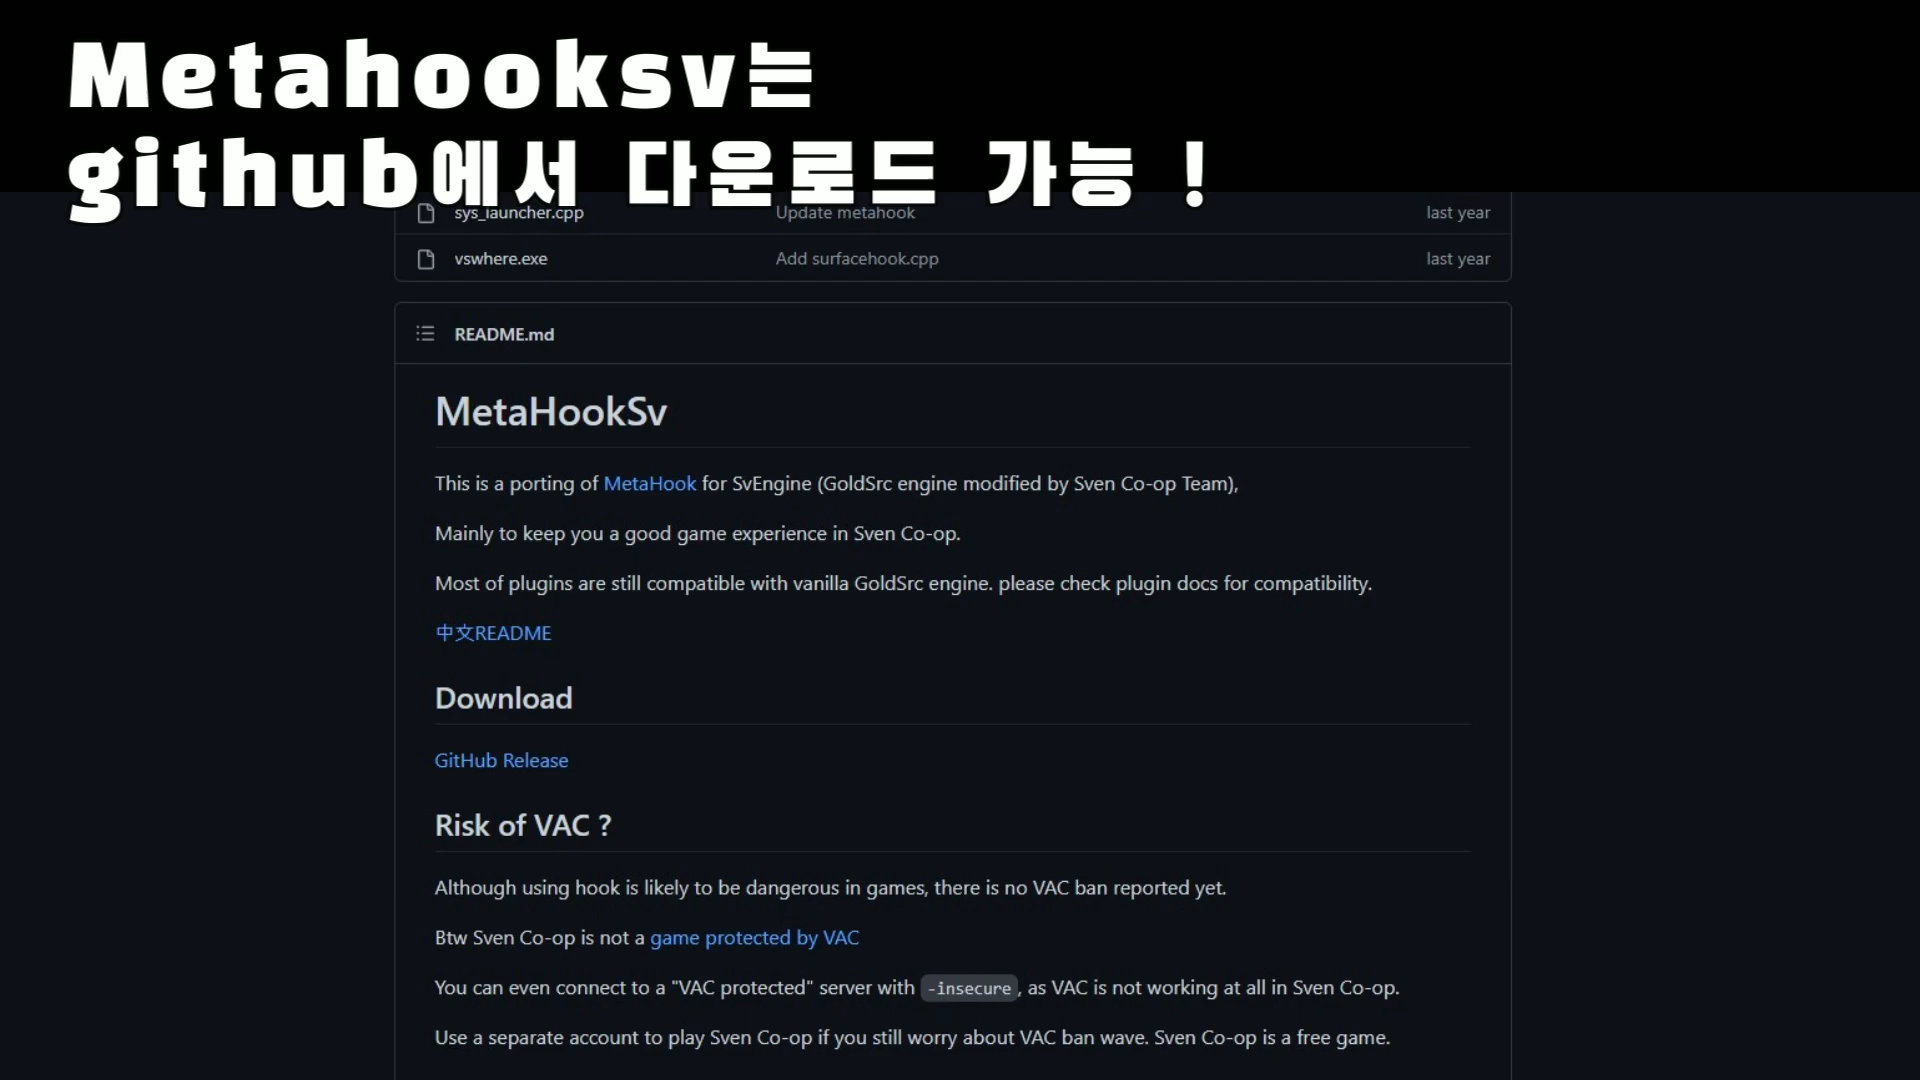 Metahooksv는
github에서 다운로드 가능 !
sys_launcher.cpp Update metahook last year
vswhere.exe Add surfacehook.cpp last year
README.md
MetaHookSv
This is a porting of MetaHook for SvEngine (GoldSrc engine modified by Sven Co-op Team),
Mainly to keep you a good game experience in Sven Co-op.
Most of plugins are still compatible with vanilla GoldSrc engine. please check plugin docs for compatibility.
中文README
Download
GitHub Release
Risk of VAC ?
Although using hook is likely to be dangerous in games, there is no VAC ban reported yet.
Btw Sven Co-op is not a game protected by VAC
You can even connect to a "VAC protected" server with -insecure, as VAC is not working at all in Sven Co-op.
Use a separate account to play Sven Co-op if you still worry about VAC ban wave. Sven Co-op is a free game.